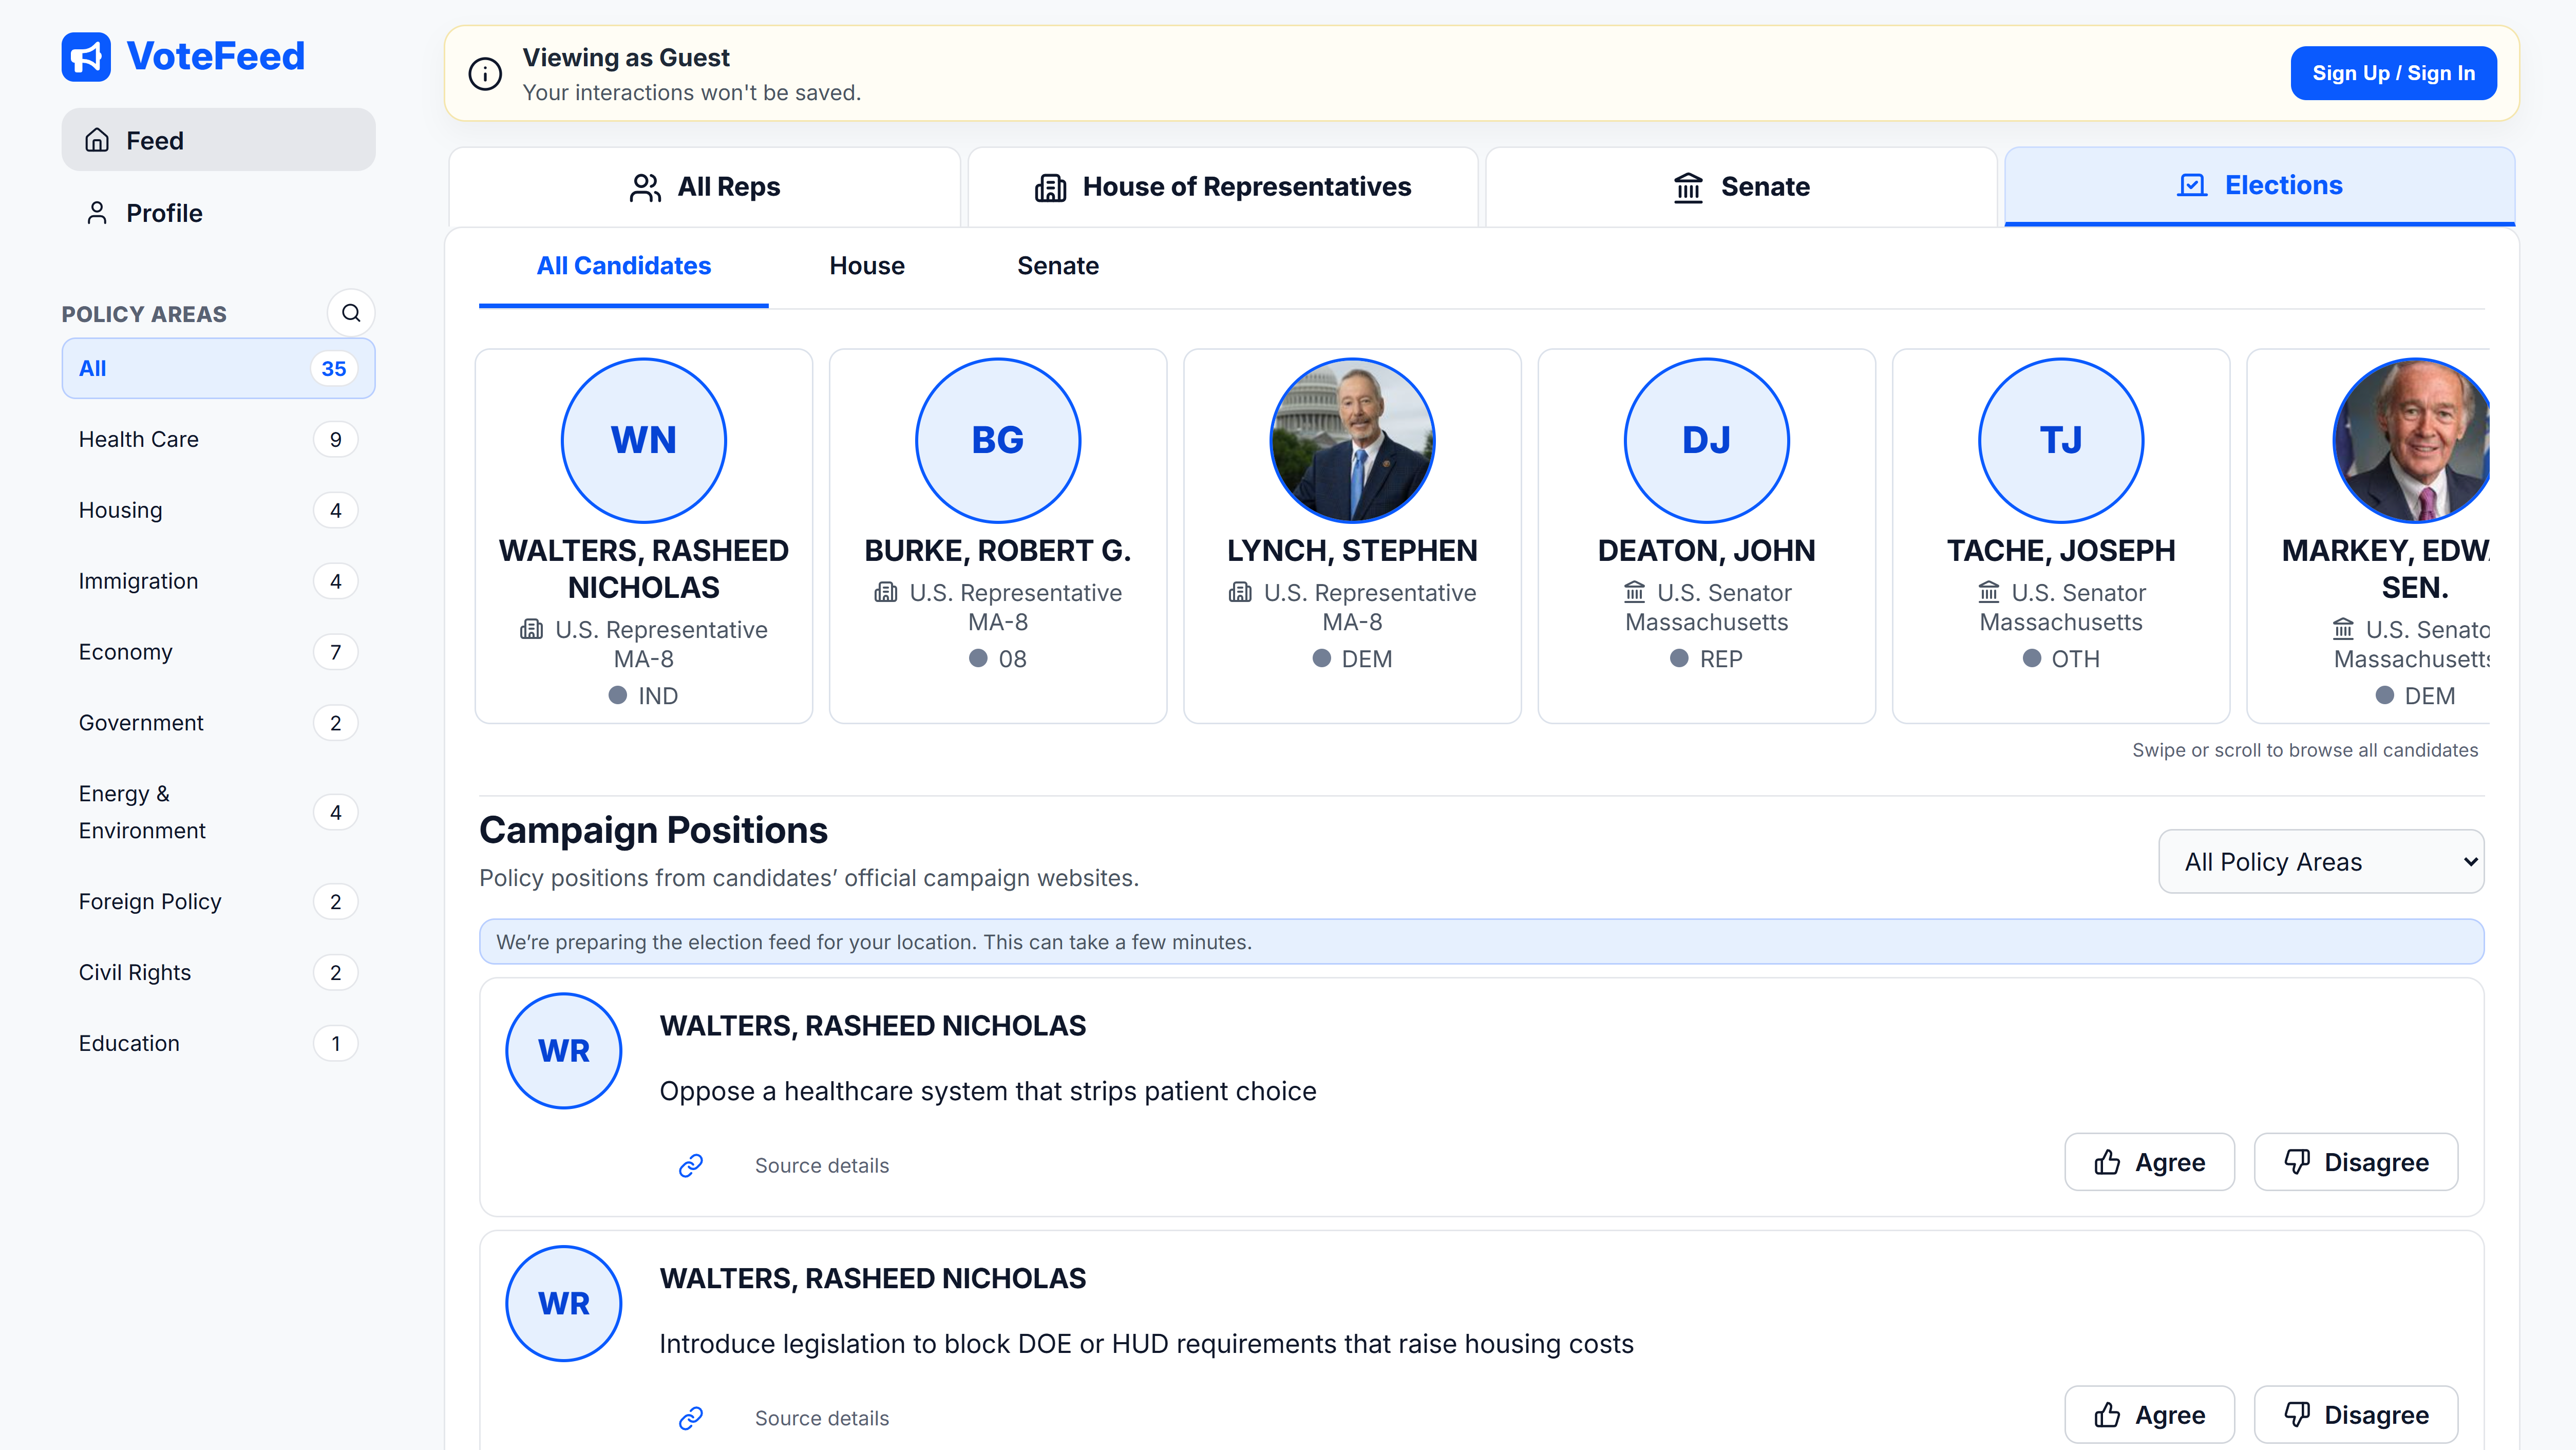 VoteFeed
Feed
Profile
POLICY AREAS
All 35
Health Care 9
Housing 4
Immigration 4
Economy 7
Government 2
Energy &
Environment 4
Foreign Policy 2
Civil Rights 2
Education 1
Viewing as Guest
Your interactions won't be saved.
Sign Up / Sign In
All Reps
House of Representatives
Senate
Elections
All Candidates
House
Senate
WN
WALTERS, RASHEED
NICHOLAS
U.S. Representative
MA-8
IND
BG
BURKE, ROBERT G.
U.S. Representative
MA-8
08
LYNCH, STEPHEN
U.S. Representative
MA-8
DEM
DJ
DEATON, JOHN
U.S. Senator
Massachusetts
REP
TJ
TACHE, JOSEPH
U.S. Senator
Massachusetts
OTH
MARKEY, EDW
SEN.
U.S. Senato
Massachusetts
DEM
Swipe or scroll to browse all candidates
Campaign Positions
Policy positions from candidates’ official campaign websites.
All Policy Areas
We’re preparing the election feed for your location. This can take a few minutes.
WR
WALTERS, RASHEED NICHOLAS
Oppose a healthcare system that strips patient choice
Source details
Agree
Disagree
WR
WALTERS, RASHEED NICHOLAS
Introduce legislation to block DOE or HUD requirements that raise housing costs
Source details
Agree
Disagree